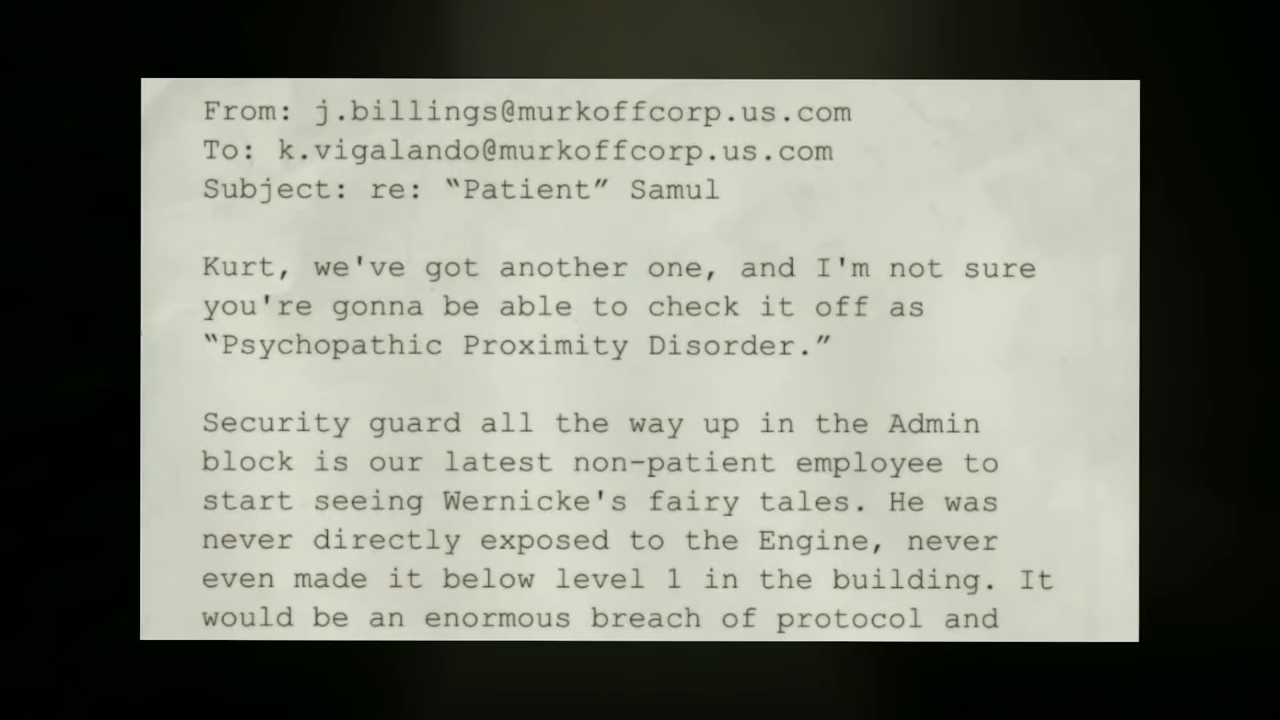 From: j.billings@murkoffcorp.us.com
To: k.vigalando@murkoffcorp.us.com
Subject: re: “Patient” Samul
Kurt, we've got another one, and I'm not sure
you're gonna be able to check it off as
“Psychopathic Proximity Disorder.”
Security guard all the way up in the Admin
block is our latest non-patient employee to
start seeing Wernicke's fairy tales. He was
never directly exposed to the Engine, never
even made it below level 1 in the building. It
would be an enormous breach of protocol and